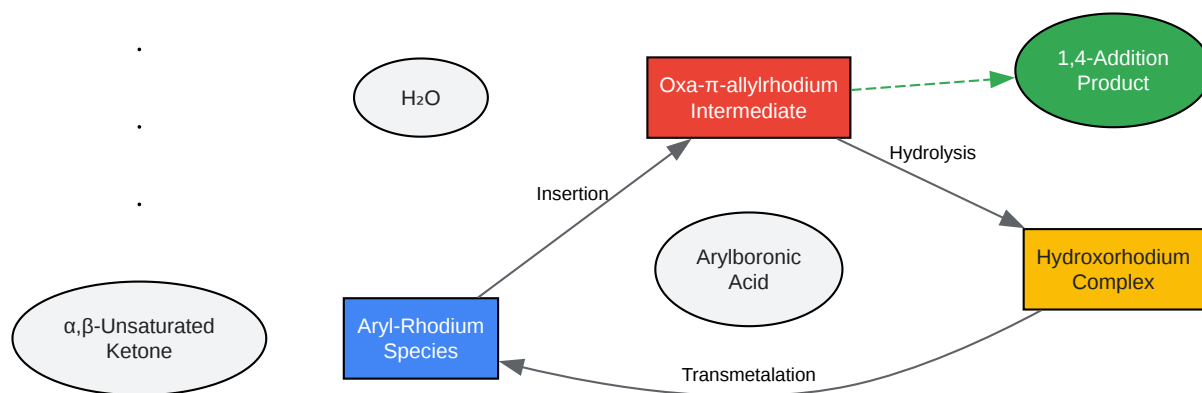 1,4-Addition
Product
Oxa-π-allylrhodium
Intermediate
H₂O
Hydrolysis
Insertion
Arylboronic
Acid
Hydroxorhodium
Complex
α,β-Unsaturated
Ketone
Aryl-Rhodium
Species
Transmetalation